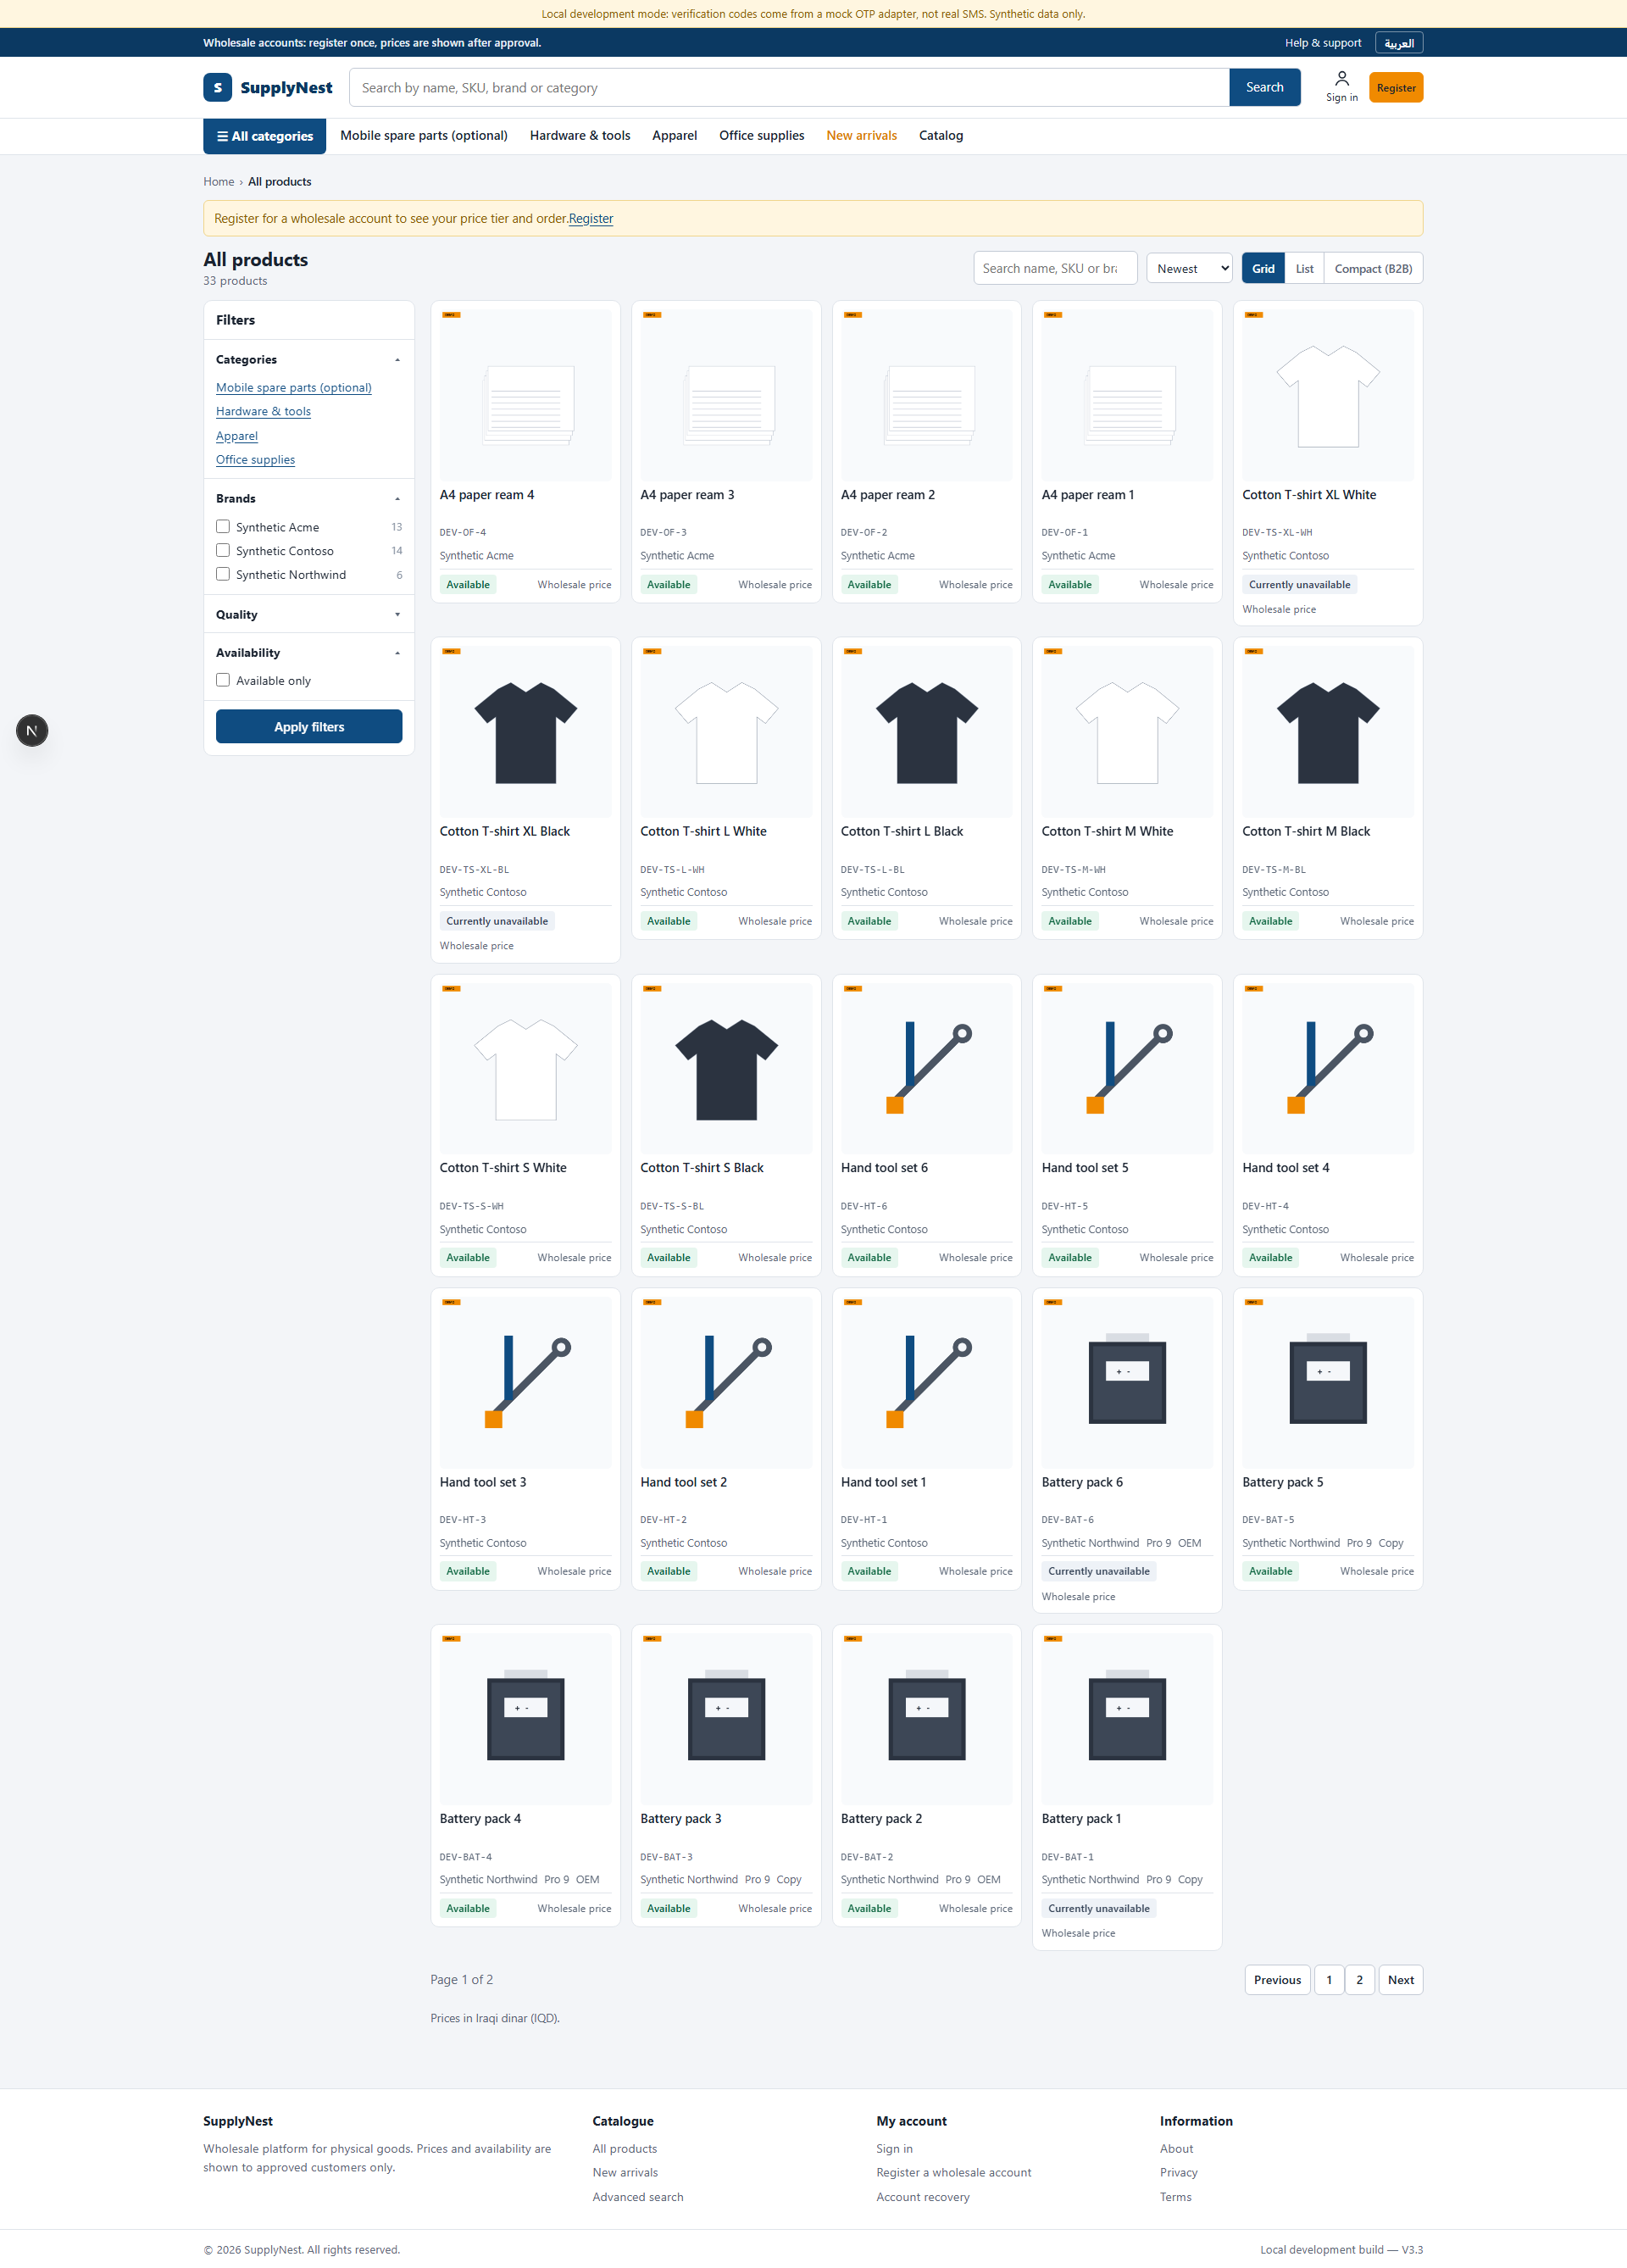 Local development mode: verification codes come from a mock OTP adapter, not real SMS. Synthetic data only.
Wholesale accounts: register once, prices are shown after approval.
Help & support
العربية
S
SupplyNest
Search by name, SKU, brand or category
Search
Sign in
Register
☰ All categories
Mobile spare parts (optional)
Hardware & tools
Apparel
Office supplies
New arrivals
Catalog
Home › All products
Register for a wholesale account to see your price tier and order.Register
All products
33 products
Search name, SKU or bra
Newest
Grid
List
Compact (B2B)
Filters
Categories
Mobile spare parts (optional)
Hardware & tools
Apparel
Office supplies
Brands
Synthetic Acme 13
Synthetic Contoso 14
Synthetic Northwind 6
Quality
Availability
Available only
Apply filters
N
A4 paper ream 4
DEV-OF-4
Synthetic Acme
Available Wholesale price
A4 paper ream 3
DEV-OF-3
Synthetic Acme
Available Wholesale price
A4 paper ream 2
DEV-OF-2
Synthetic Acme
Available Wholesale price
A4 paper ream 1
DEV-OF-1
Synthetic Acme
Available Wholesale price
Cotton T-shirt XL White
DEV-TS-XL-WH
Synthetic Contoso
Currently unavailable
Wholesale price
Cotton T-shirt XL Black
DEV-TS-XL-BL
Synthetic Contoso
Currently unavailable
Wholesale price
Cotton T-shirt L White
DEV-TS-L-WH
Synthetic Contoso
Available Wholesale price
Cotton T-shirt L Black
DEV-TS-L-BL
Synthetic Contoso
Available Wholesale price
Cotton T-shirt M White
DEV-TS-M-WH
Synthetic Contoso
Available Wholesale price
Cotton T-shirt M Black
DEV-TS-M-BL
Synthetic Contoso
Available Wholesale price
Cotton T-shirt S White
DEV-TS-S-WH
Synthetic Contoso
Available Wholesale price
Cotton T-shirt S Black
DEV-TS-S-BL
Synthetic Contoso
Available Wholesale price
Hand tool set 6
DEV-HT-6
Synthetic Contoso
Available Wholesale price
Hand tool set 5
DEV-HT-5
Synthetic Contoso
Available Wholesale price
Hand tool set 4
DEV-HT-4
Synthetic Contoso
Available Wholesale price
Hand tool set 3
DEV-HT-3
Synthetic Contoso
Available Wholesale price
Hand tool set 2
DEV-HT-2
Synthetic Contoso
Available Wholesale price
Hand tool set 1
DEV-HT-1
Synthetic Contoso
Available Wholesale price
+ -
Battery pack 6
DEV-BAT-6
Synthetic Northwind Pro 9 OEM
Currently unavailable
Wholesale price
+ -
Battery pack 5
DEV-BAT-5
Synthetic Northwind Pro 9 Copy
Available Wholesale price
+ -
Battery pack 4
DEV-BAT-4
Synthetic Northwind Pro 9 OEM
Available Wholesale price
+ -
Battery pack 3
DEV-BAT-3
Synthetic Northwind Pro 9 Copy
Available Wholesale price
+ -
Battery pack 2
DEV-BAT-2
Synthetic Northwind Pro 9 OEM
Available Wholesale price
+ -
Battery pack 1
DEV-BAT-1
Synthetic Northwind Pro 9 Copy
Currently unavailable
Wholesale price
Page 1 of 2
Previous 1 2 Next
Prices in Iraqi dinar (IQD).
SupplyNest
Wholesale platform for physical goods. Prices and availability are
shown to approved customers only.
Catalogue
All products
New arrivals
Advanced search
My account
Sign in
Register a wholesale account
Account recovery
Information
About
Privacy
Terms
© 2026 SupplyNest. All rights reserved.
Local development build — V3.3